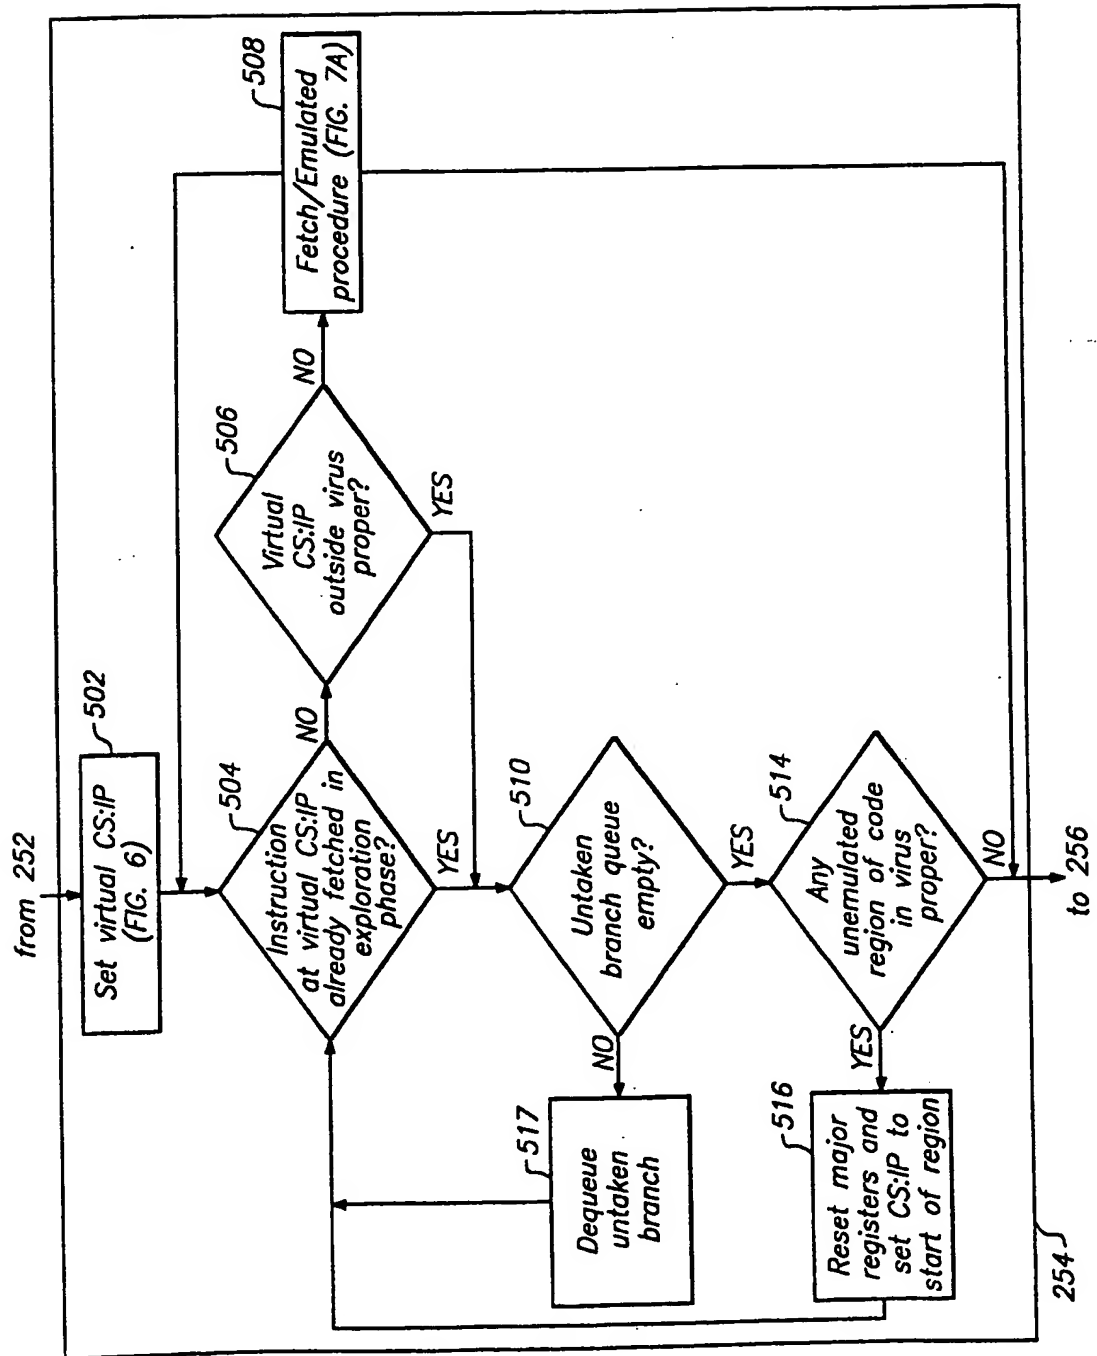 from 252
502
Set virtual CS:IP
(FIG. 6)
504
Instruction
at virtual CS:IP
already fetched in
exploration
phase?
NO
YES
506
Virtual
CS:IP
outside virus
proper?
NO
YES
508
Fetch/Emulated
procedure (FIG. 7A)
510
Untaken
branch queue
empty?
NO
YES
517
Dequeue
untaken
branch
514
Any
unemulated
region of code
in virus
proper?
YES
NO
516
Reset major
registers and
set CS:IP to
start of region
to 256
254